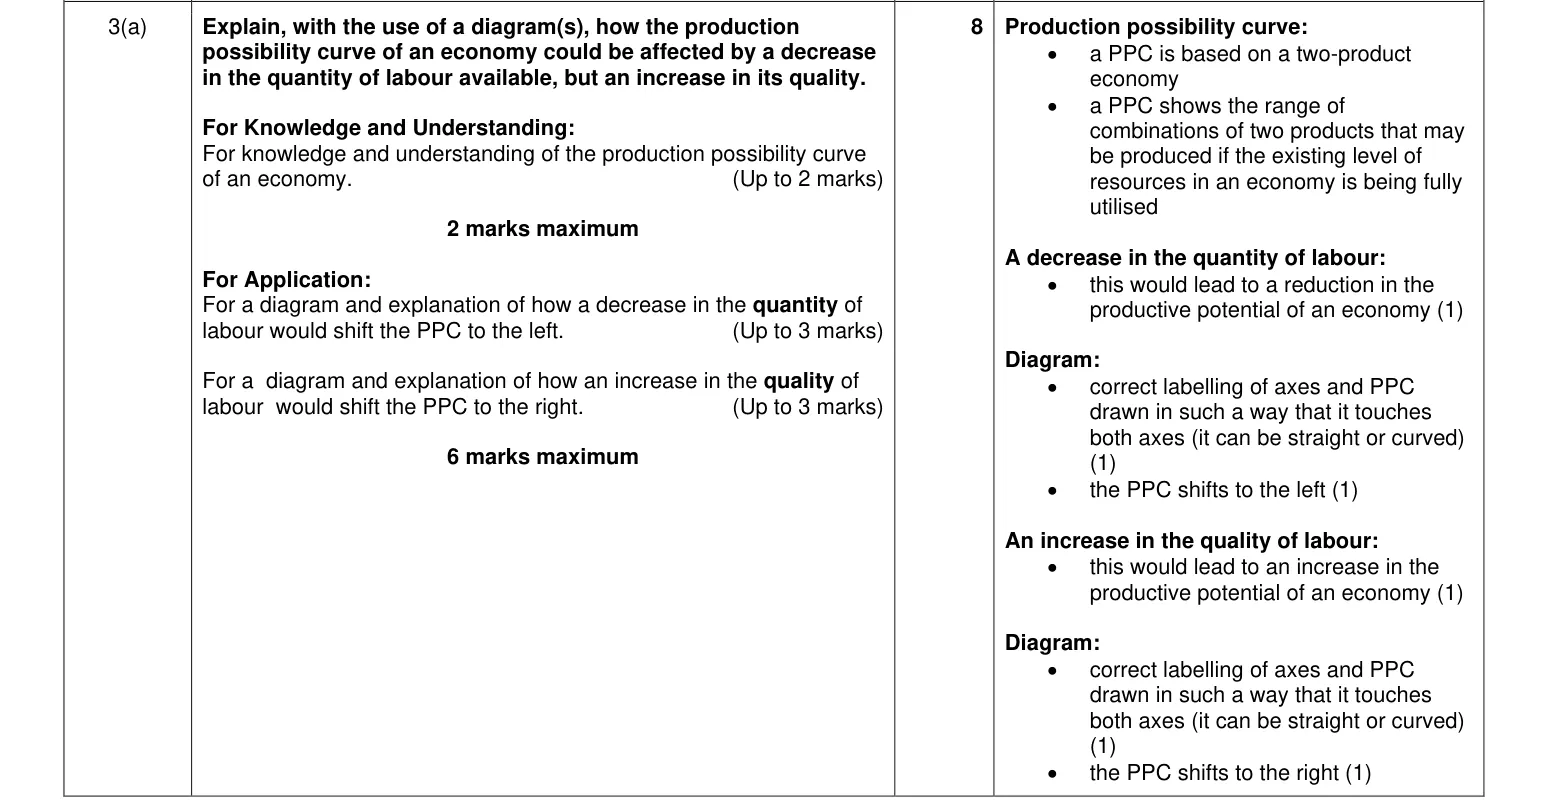 3(a)
Explain, with the use of a diagram(s), how the production
possibility curve of an economy could be affected by a decrease
in the quantity of labour available, but an increase in its quality.
For Knowledge and Understanding:
For knowledge and understanding of the production possibility curve
of an economy. (Up to 2 marks)
2 marks maximum
For Application:
For a diagram and explanation of how a decrease in the quantity of
labour would shift the PPC to the left. (Up to 3 marks)
For a  diagram and explanation of how an increase in the quality of
labour  would shift the PPC to the right. (Up to 3 marks)
6 marks maximum
8
Production possibility curve:
• a PPC is based on a two-product
economy
• a PPC shows the range of
combinations of two products that may
be produced if the existing level of
resources in an economy is being fully
utilised
A decrease in the quantity of labour:
• this would lead to a reduction in the
productive potential of an economy (1)
Diagram:
• correct labelling of axes and PPC
drawn in such a way that it touches
both axes (it can be straight or curved)
(1)
• the PPC shifts to the left (1)
An increase in the quality of labour:
• this would lead to an increase in the
productive potential of an economy (1)
Diagram:
• correct labelling of axes and PPC
drawn in such a way that it touches
both axes (it can be straight or curved)
(1)
• the PPC shifts to the right (1)